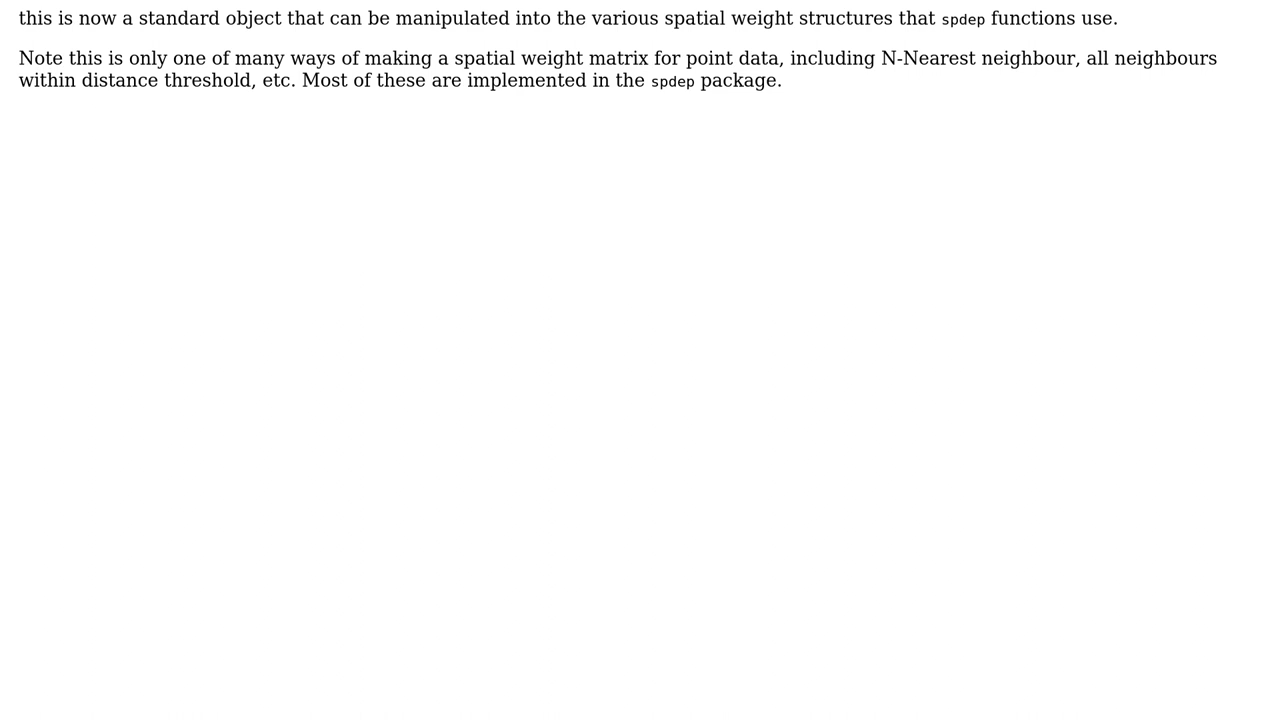 this is now a standard object that can be manipulated into the various spatial weight structures that spdep functions use.
Note this is only one of many ways of making a spatial weight matrix for point data, including N-Nearest neighbour, all neighbours
within distance threshold, etc. Most of these are implemented in the spdep package.